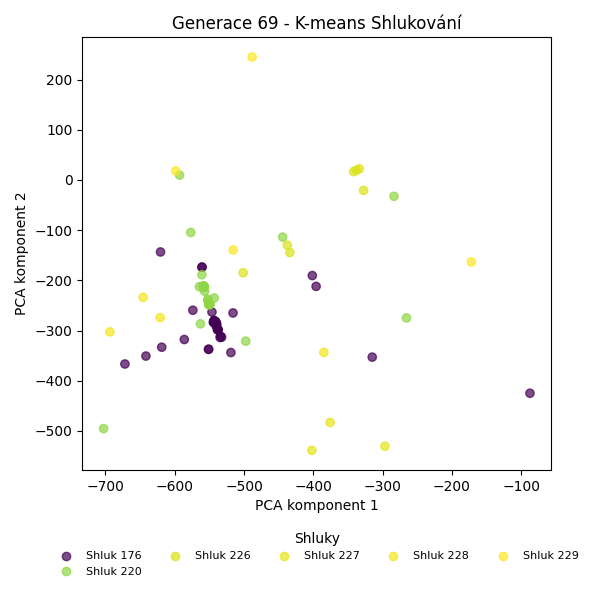 Generace 69 - K-means Shlukování
PCA komponent 2
200
100
0
−100
−200
−300
−400
−500
−700 −600 −500 −400 −300 −200 −100
PCA komponent 1
Shluky
Shluk 176 Shluk 226 Shluk 227 Shluk 228 Shluk 229
Shluk 220